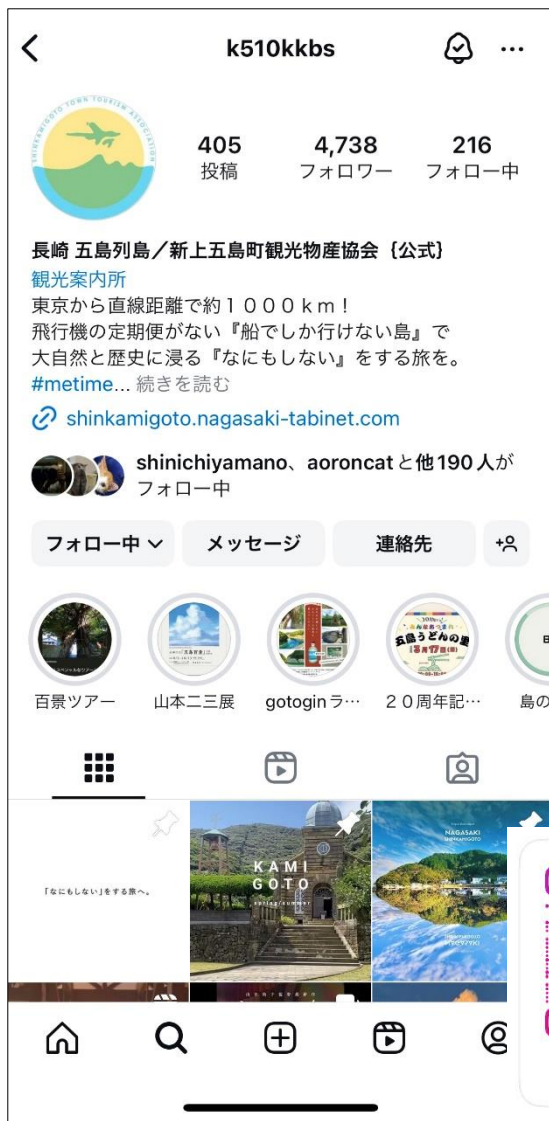 k510kkbs
SHINKAMIGOTO TOWN TOURISM ASSOCIATION
405
投稿
4,738
フォロワー
216
フォロー中
長崎 五島列島／新上五島町観光物産協会｛公式｝
観光案内所
東京から直線距離で約１０００ｋｍ！
飛行機の定期便がない『船でしか行けない島』で
大自然と歴史に浸る『なにもしない』をする旅を。
#metime... 続きを読む
shinkamigoto.nagasaki-tabinet.com
shinichiyamano、aoroncatと他190人が
フォロー中
フォロー中
メッセージ
連絡先
五島うどんの里
百景ツアー
山本二三展
gotoginラ…
２０周年記…
島の
「なにもしない」をする旅へ。
KAMI
GOTO
spring/summer
NAGASAKI
SHINKAMIGOTO